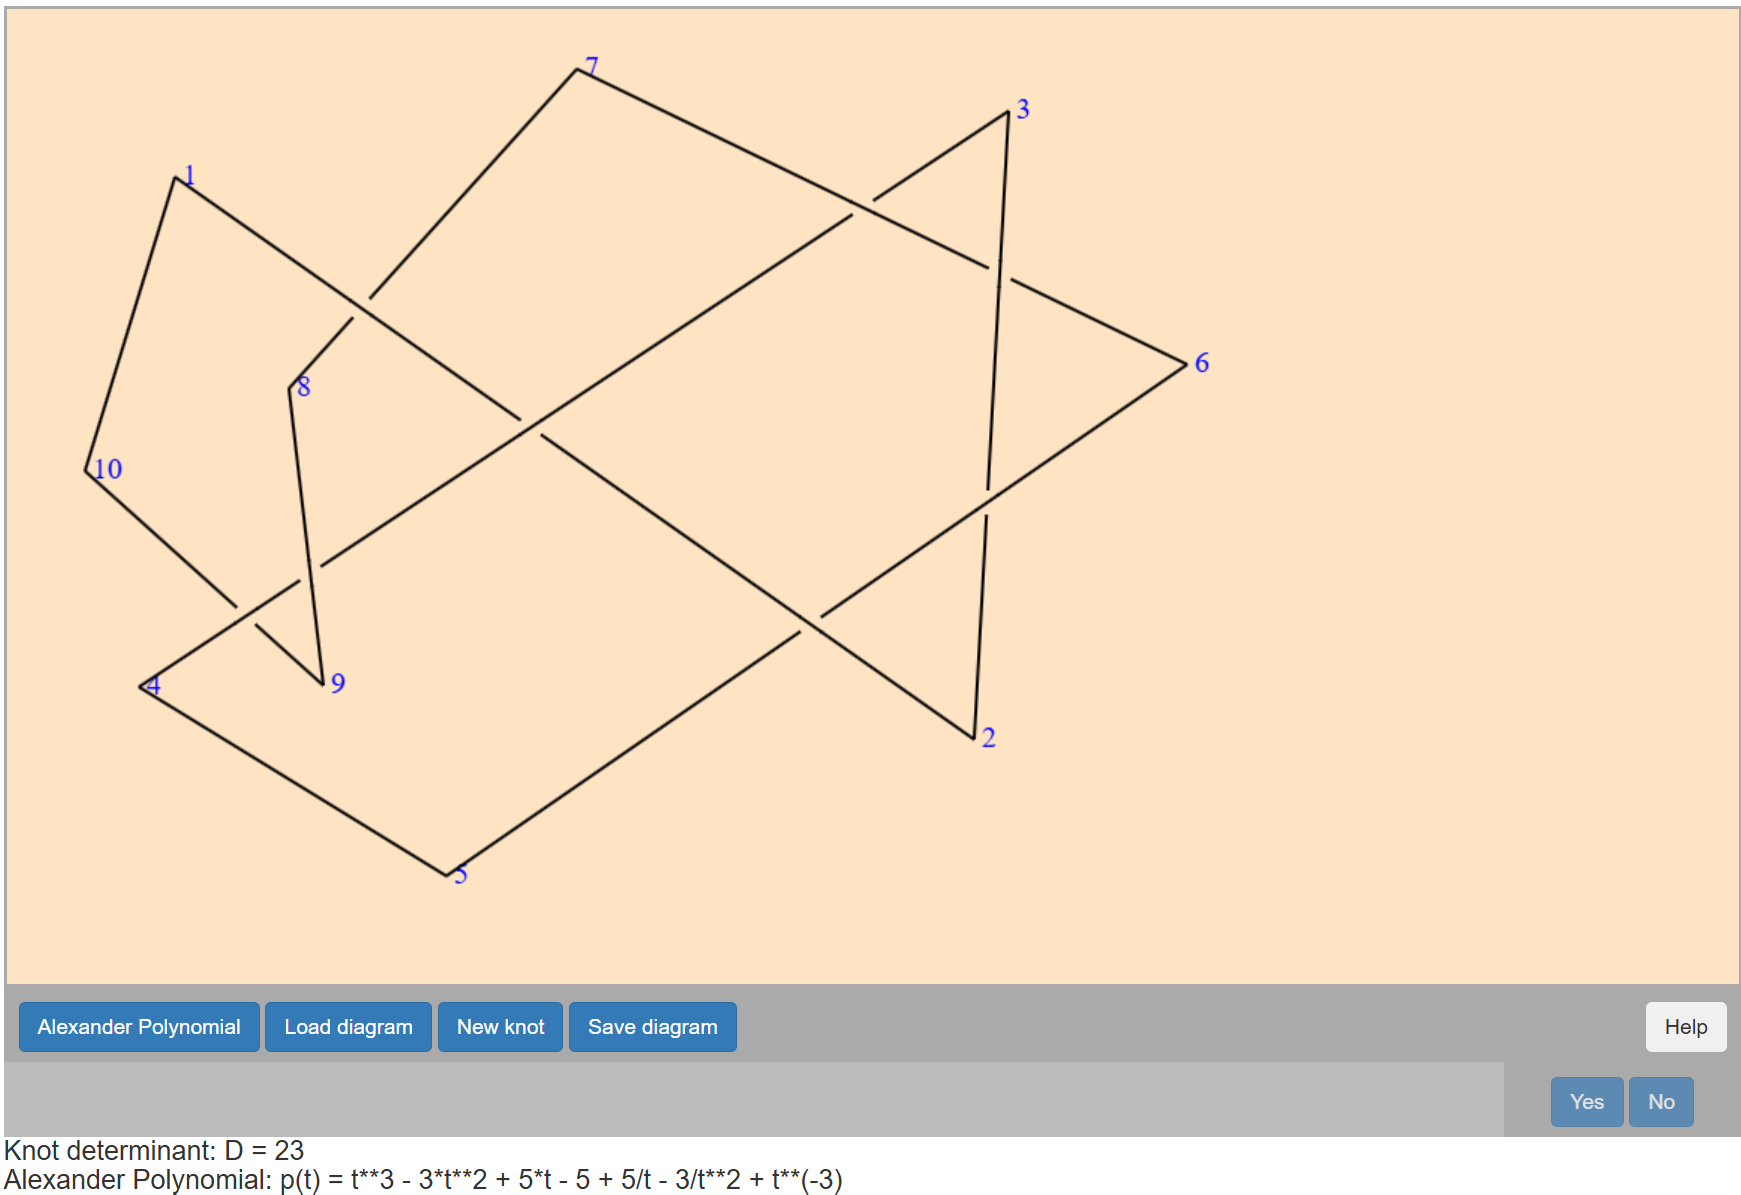 7
3
1
6
8
10
4
9
2
5
Alexander Polynomial Load diagram New knot Save diagram Help
Yes No
Knot determinant: D = 23
Alexander Polynomial: p(t) = t**3 - 3*t**2 + 5*t - 5 + 5/t - 3/t**2 + t**(-3)